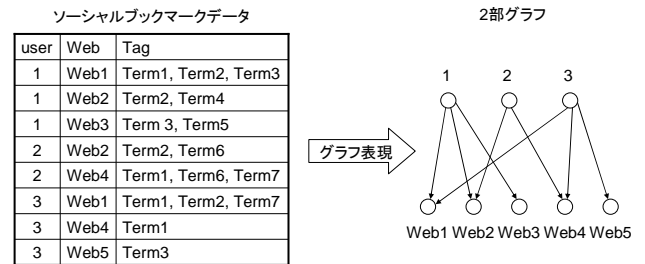 ソーシャルブックマークデータ
user Web Tag
1 Web1 Term1, Term2, Term3
1 Web2 Term2, Term4
1 Web3 Term 3, Term5
2 Web2 Term2, Term6
2 Web4 Term1, Term6, Term7
3 Web1 Term1, Term2, Term7
3 Web4 Term1
3 Web5 Term3
グラフ表現
2部グラフ
1 2 3
Web1 Web2 Web3 Web4 Web5